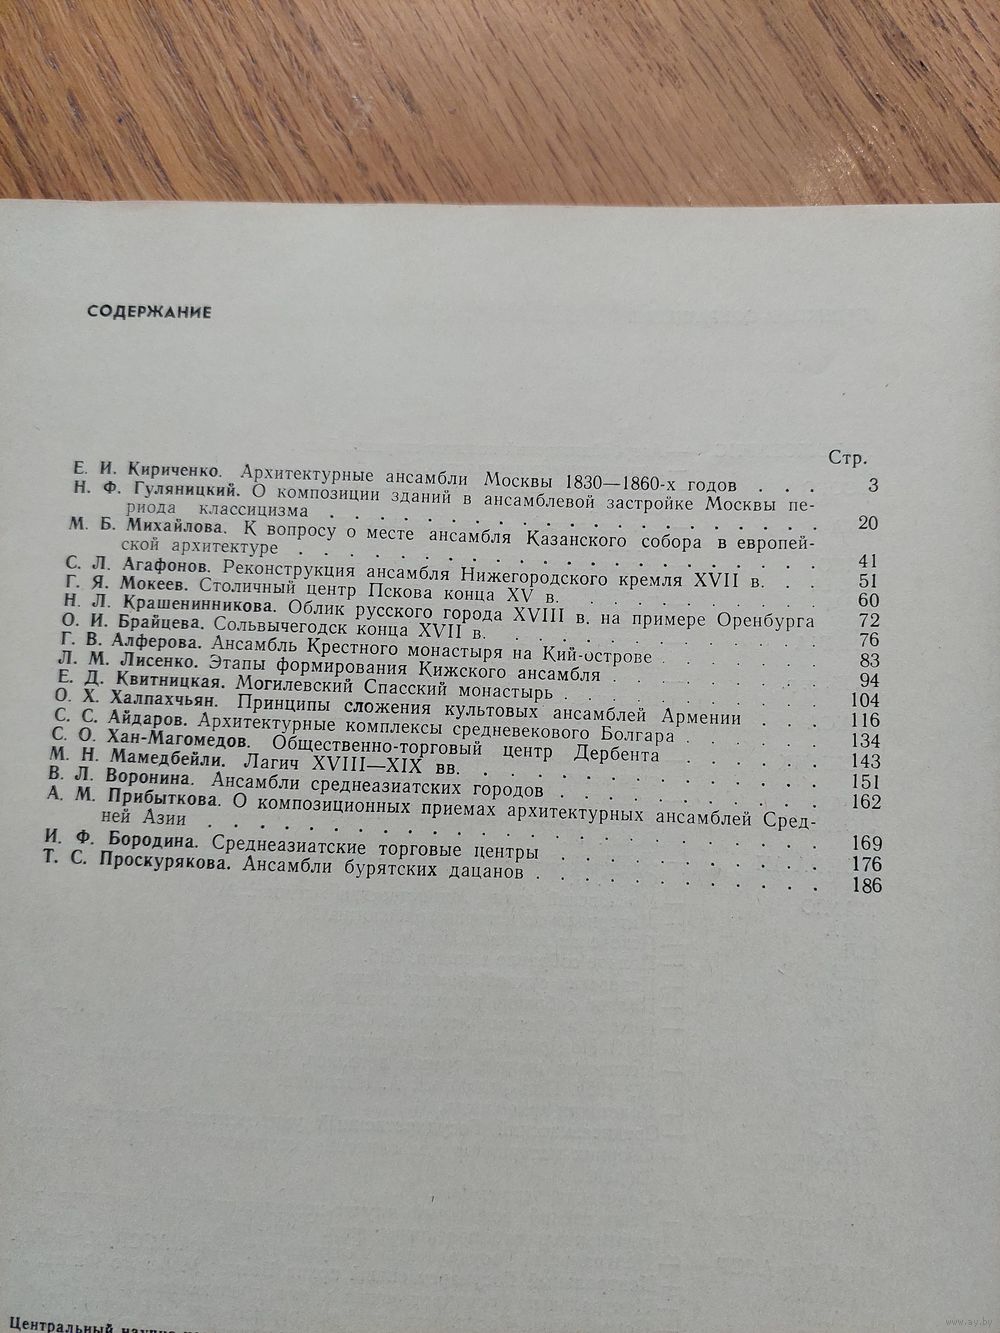 СОДЕРЖАНИЕ
Стр.
Е. И. Кириченко. Архитектурные ансамбли Москвы 1830—1860-х годов . . . 3
Н. Ф. Гуляницкий. О композиции зданий в ансамблевой застройке Москвы пе-
риода классицизма . . . . . . . . . . . . . . . . . 20
М. Б. Михайлова. К вопросу о месте ансамбля Казанского собора в европей-
ской архитектуре . . . . . . . . . . . . . . . . . . 41
С. Л. Агафонов. Реконструкция ансамбля Нижегородского кремля XVII в. . . 51
Г. Я. Мокеев. Столичный центр Пскова конца XV в. . . . . . . . . 60
Н. Л. Крашенинникова. Облик русского города XVIII в. на примере Оренбурга 72
О. И. Брайцева. Сольвычегодск конца XVII в. . . . . . . . . . . 76
Г. В. Алферова. Ансамбль Крестного монастыря на Кий-острове . . . . . . 83
Л. М. Лисенко. Этапы формирования Кижского ансамбля . . . . . . . . 94
Е. Д. Квитницкая. Могилевский Спасский монастырь . . . . . . . . . 104
О. Х. Халпахчьян. Принципы сложения культовых ансамблей Армении . . . 116
С. С. Айдаров. Архитектурные комплексы средневекового Болгара . . . . . 134
С. О. Хан-Магомедов. Общественно-торговый центр Дербента . . . . . . 143
М. Н. Мамедбейли. Лагич XVIII—XIX вв. . . . . . . . . . . . 151
В. Л. Воронина. Ансамбли среднеазиатских городов . . . . . . . . . 162
А. М. Прибыткова. О композиционных приемах архитектурных ансамблей Сред-
ней Азии . . . . . . . . . . . . . . . . . . . . . 169
И. Ф. Бородина. Среднеазиатские торговые центры . . . . . . . . . . 176
Т. С. Проскурякова. Ансамбли бурятских дацанов . . . . . . . . . . 186
Центральный
www.ay.by